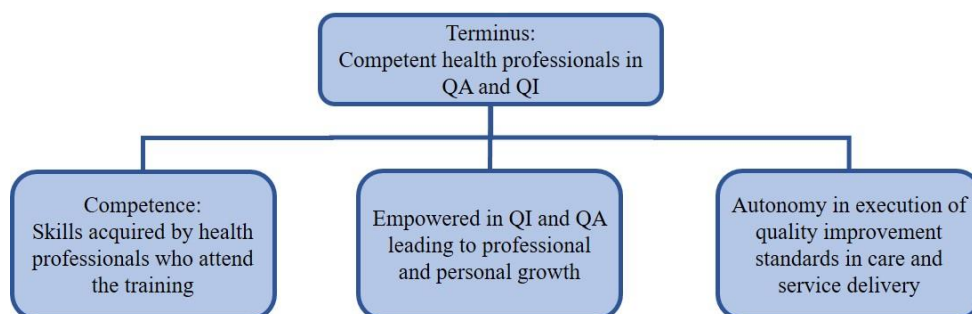 Terminus:
Competent health professionals in
QA and QI
Competence:
Skills acquired by health
professionals who attend
the training
Empowered in QI and QA
leading to professional
and personal growth
Autonomy in execution of
quality improvement
standards in care and
service delivery